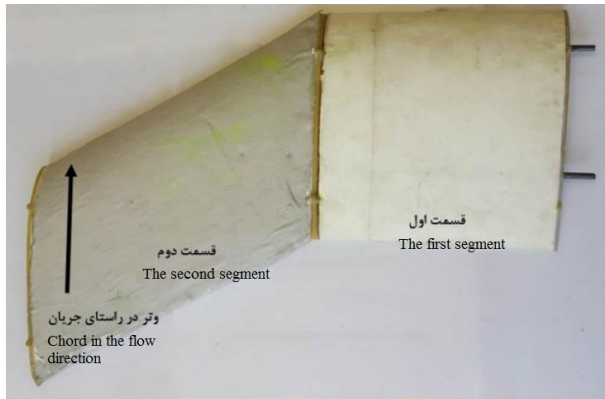 قسمت اول
The first segment
قسمت دوم
The second segment
وتر در راستای جریان
Chord in the flow
direction